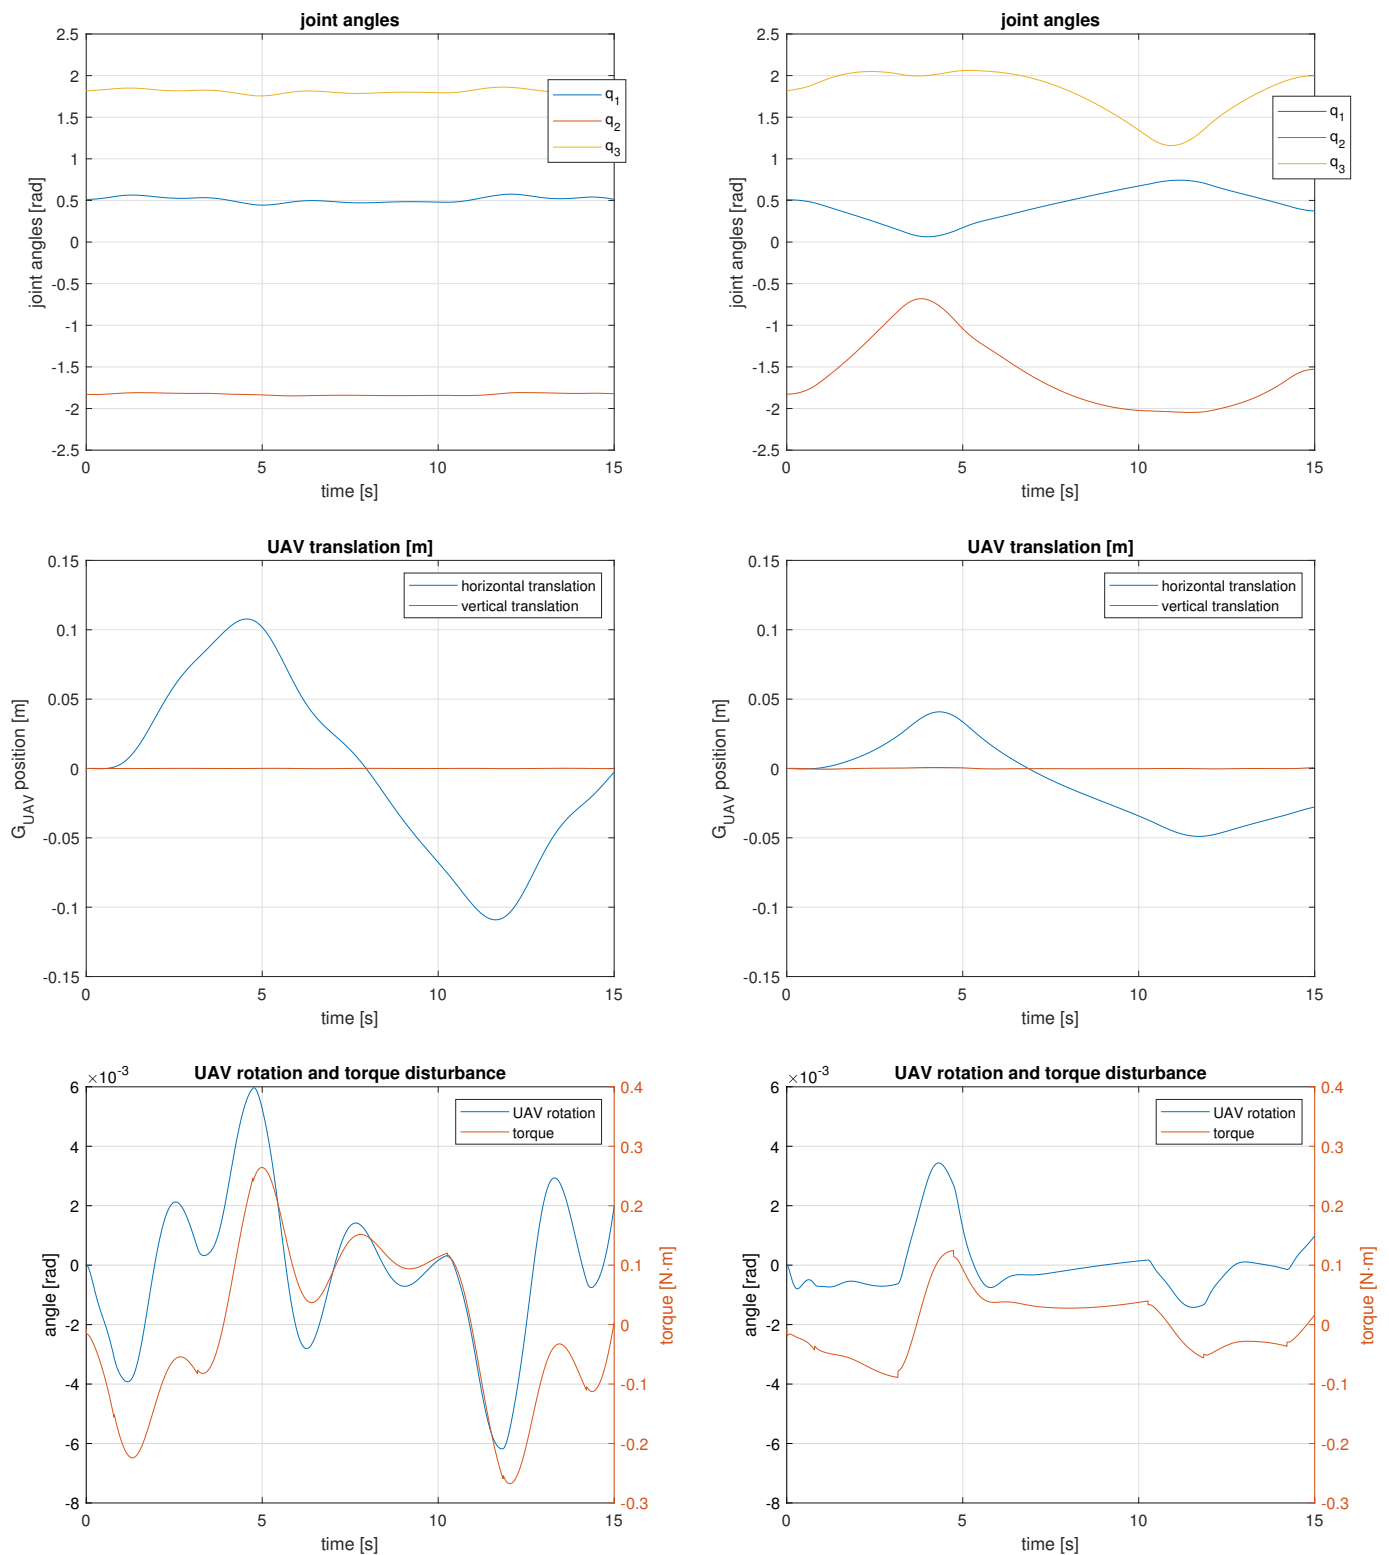 joint angles
2.5
2
1.5
1
0.5
0
-0.5
-1
-1.5
-2
-2.5
joint angles [rad]
q1
q2
q3
0 5 10 15
time [s]
joint angles
2.5
2
1.5
1
0.5
0
-0.5
-1
-1.5
-2
-2.5
joint angles [rad]
q1
q2
q3
0 5 10 15
time [s]
UAV translation [m]
0.15
0.1
0.05
0
-0.05
-0.1
-0.15
GUAV position [m]
horizontal translation
vertical translation
0 5 10 15
time [s]
UAV translation [m]
0.15
0.1
0.05
0
-0.05
-0.1
-0.15
GUAV position [m]
horizontal translation
vertical translation
0 5 10 15
time [s]
UAV rotation and torque disturbance
×10-3
6
4
2
0
-2
-4
-6
-8
angle [rad]
UAV rotation
torque
0.4
0.3
0.2
0.1
0
-0.1
-0.2
-0.3
torque [N·m]
0 5 10 15
time [s]
UAV rotation and torque disturbance
×10-3
6
4
2
0
-2
-4
-6
-8
angle [rad]
UAV rotation
torque
0.4
0.3
0.2
0.1
0
-0.1
-0.2
-0.3
torque [N·m]
0 5 10 15
time [s]